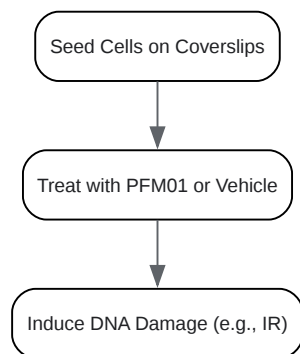 Seed Cells on Coverslips
Treat with PFM01 or Vehicle
Induce DNA Damage (e.g., IR)